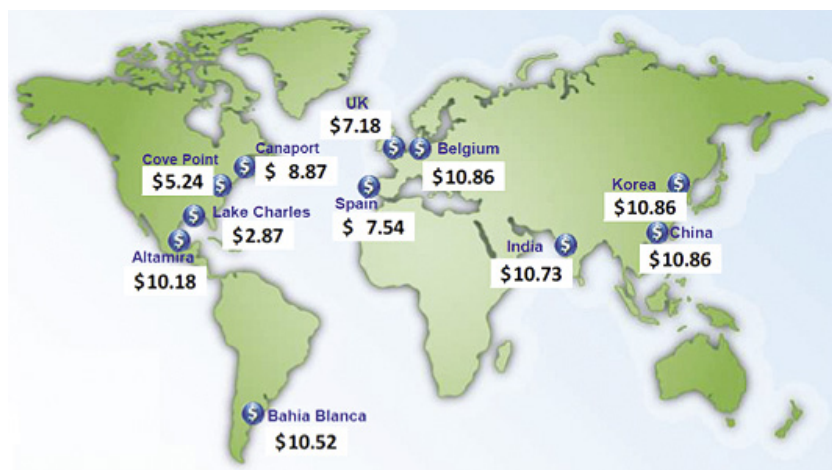 UK
$7.18
Canaport
$ 8.87
Cove Point
$5.24
Belgium
$10.86
Spain
$ 7.54
Korea
$10.86
Lake Charles
$2.87
China
$10.86
India
$10.73
Altamira
$10.18
Bahia Blanca
$10.52